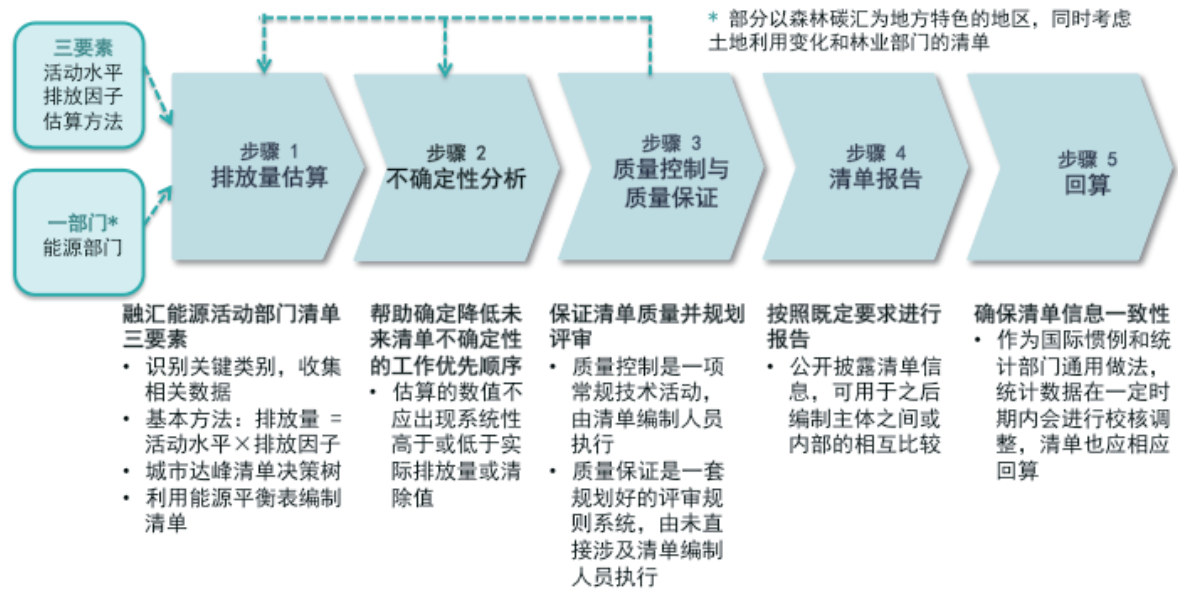 * 部分以森林碳汇为地方特色的地区，同时考虑
土地利用变化和林业部门的清单
三要素
活动水平
排放因子
估算方法
一部门*
能源部门
步骤 1
排放量估算
步骤 2
不确定性分析
步骤 3
质量控制与
质量保证
步骤 4
清单报告
步骤 5
回算
融汇能源活动部门清单
三要素
• 识别关键类别，收集
相关数据
• 基本方法：排放量 =
活动水平×排放因子
• 城市达峰清单决策树
• 利用能源平衡表编制
清单
帮助确定降低未
来清单不确定性
的工作优先顺序
• 估算的数值不
应出现系统性
高于或低于实
际排放量或清
除值
保证清单质量并规划
评审
• 质量控制是一项
常规技术活动，
由清单编制人员
执行
• 质量保证是一套
规划好的评审规
则系统，由未直
接涉及清单编制
人员执行
按照既定要求进行
报告
• 公开披露清单信
息，可用于之后
编制主体之间或
内部的相互比较
确保清单信息一致性
• 作为国际惯例和统
计部门通用做法，
统计数据在一定时
期内会进行校核调
整，清单也应相应
回算